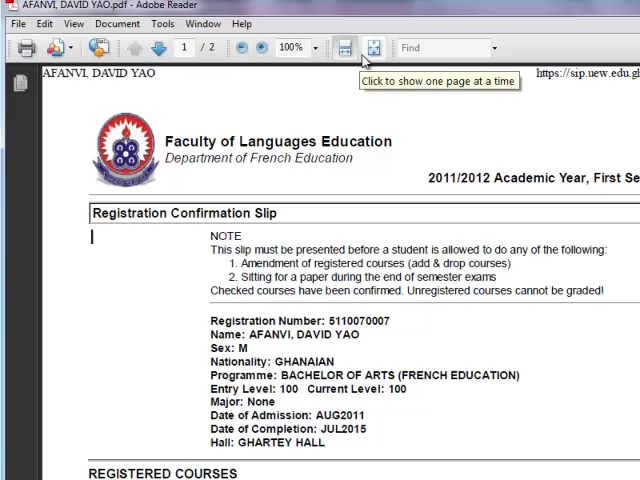 AFANVI, DAVID YAO.pdf - Adobe Reader
File Edit View Document Tools Window Help
1 / 2 100% Find
AFANVI, DAVID YAO https://sip.uew.edu.gh
Click to show one page at a time
Faculty of Languages Education
Department of French Education
2011/2012 Academic Year, First Se
Registration Confirmation Slip
NOTE
This slip must be presented before a student is allowed to do any of the following:
1. Amendment of registered courses (add & drop courses)
2. Sitting for a paper during the end of semester exams
Checked courses have been confirmed. Unregistered courses cannot be graded!
Registration Number: 5110070007
Name: AFANVI, DAVID YAO
Sex: M
Nationality: GHANAIAN
Programme: BACHELOR OF ARTS (FRENCH EDUCATION)
Entry Level: 100 Current Level: 100
Major: None
Date of Admission: AUG2011
Date of Completion: JUL2015
Hall: GHARTEY HALL
REGISTERED COURSES